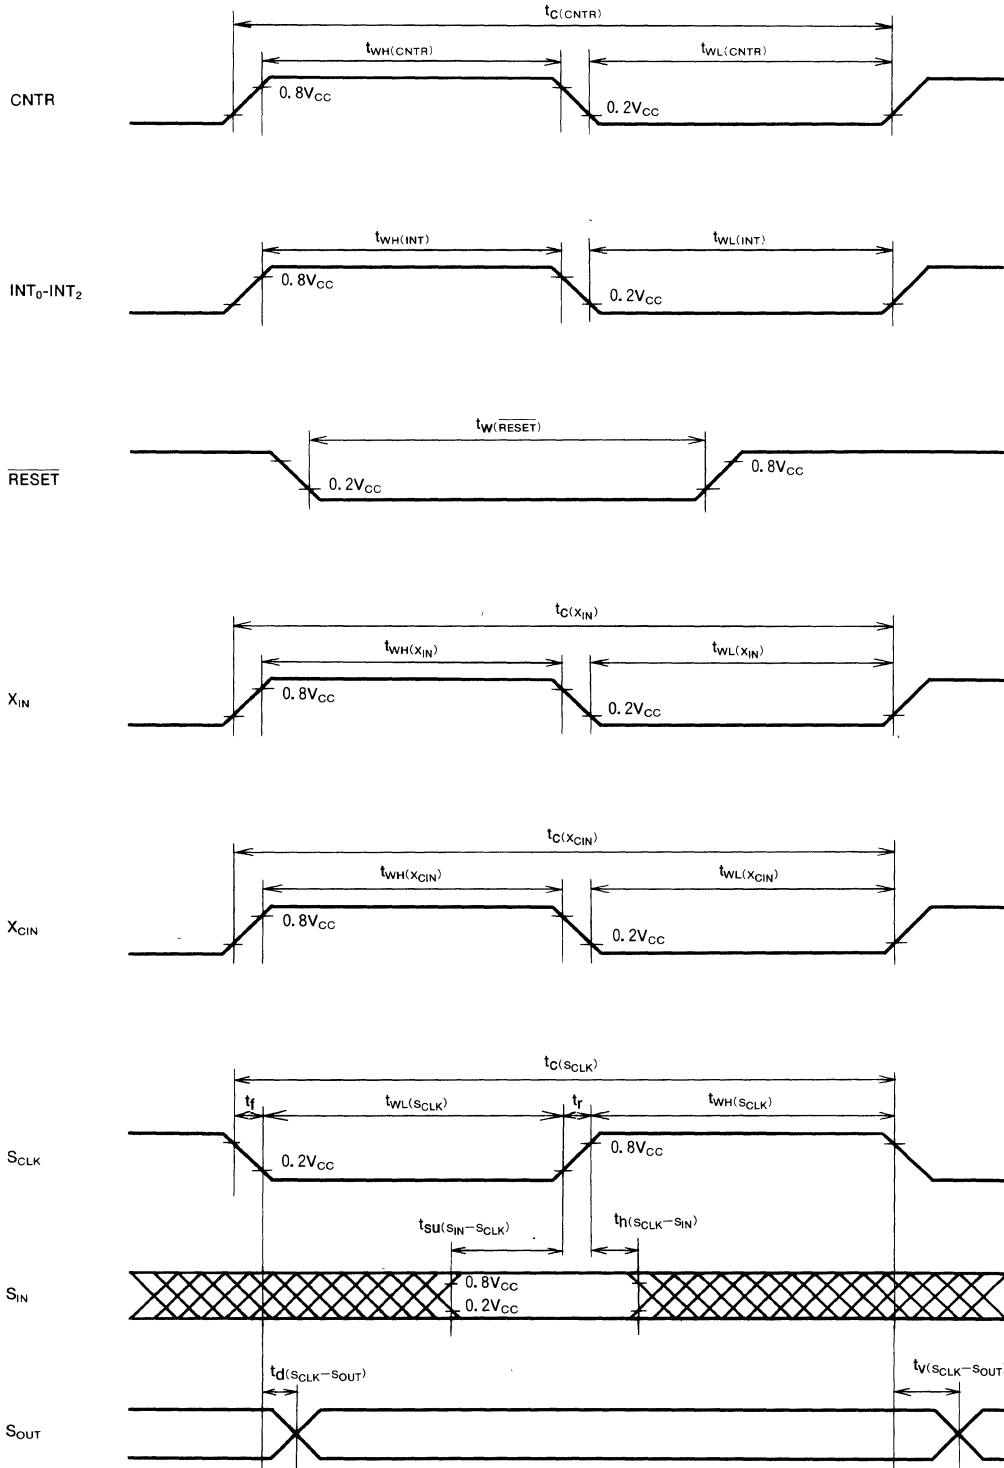 tC(CNTR)
tWH(CNTR) tWL(CNTR)
CNTR 0.8VCC 0.2VCC
tWH(INT) tWL(INT)
INT0-INT2 0.8VCC 0.2VCC
tW(RESET)
RESET 0.2VCC 0.8VCC
tC(XIN)
tWH(XIN) tWL(XIN)
XIN 0.8VCC 0.2VCC
tC(XCIN)
tWH(XCIN) tWL(XCIN)
XCIN 0.8VCC 0.2VCC
tC(SCLK)
tf tWL(SCLK) tr tWH(SCLK)
SCLK 0.2VCC 0.8VCC
tsu(SIN−SCLK) th(SCLK−SIN)
SIN 0.8VCC
0.2VCC
td(SCLK−SOUT) tv(SCLK−SOUT)
SOUT